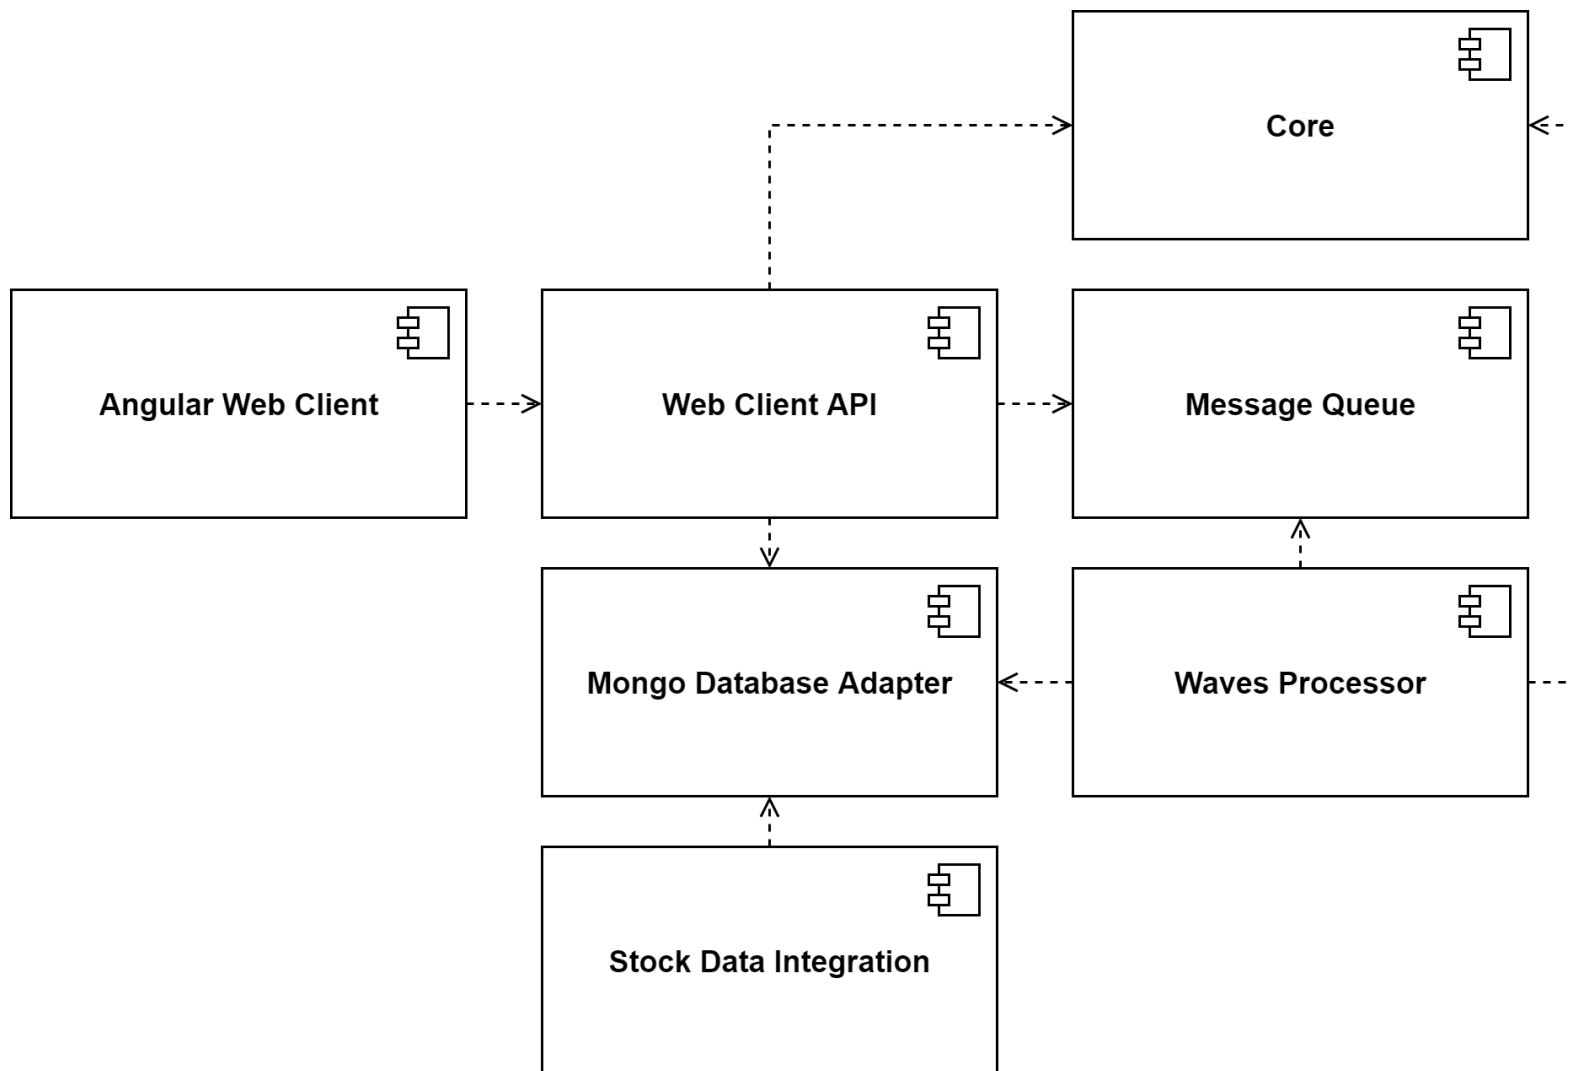 Core
Angular Web Client
Web Client API
Message Queue
Mongo Database Adapter
Waves Processor
Stock Data Integration